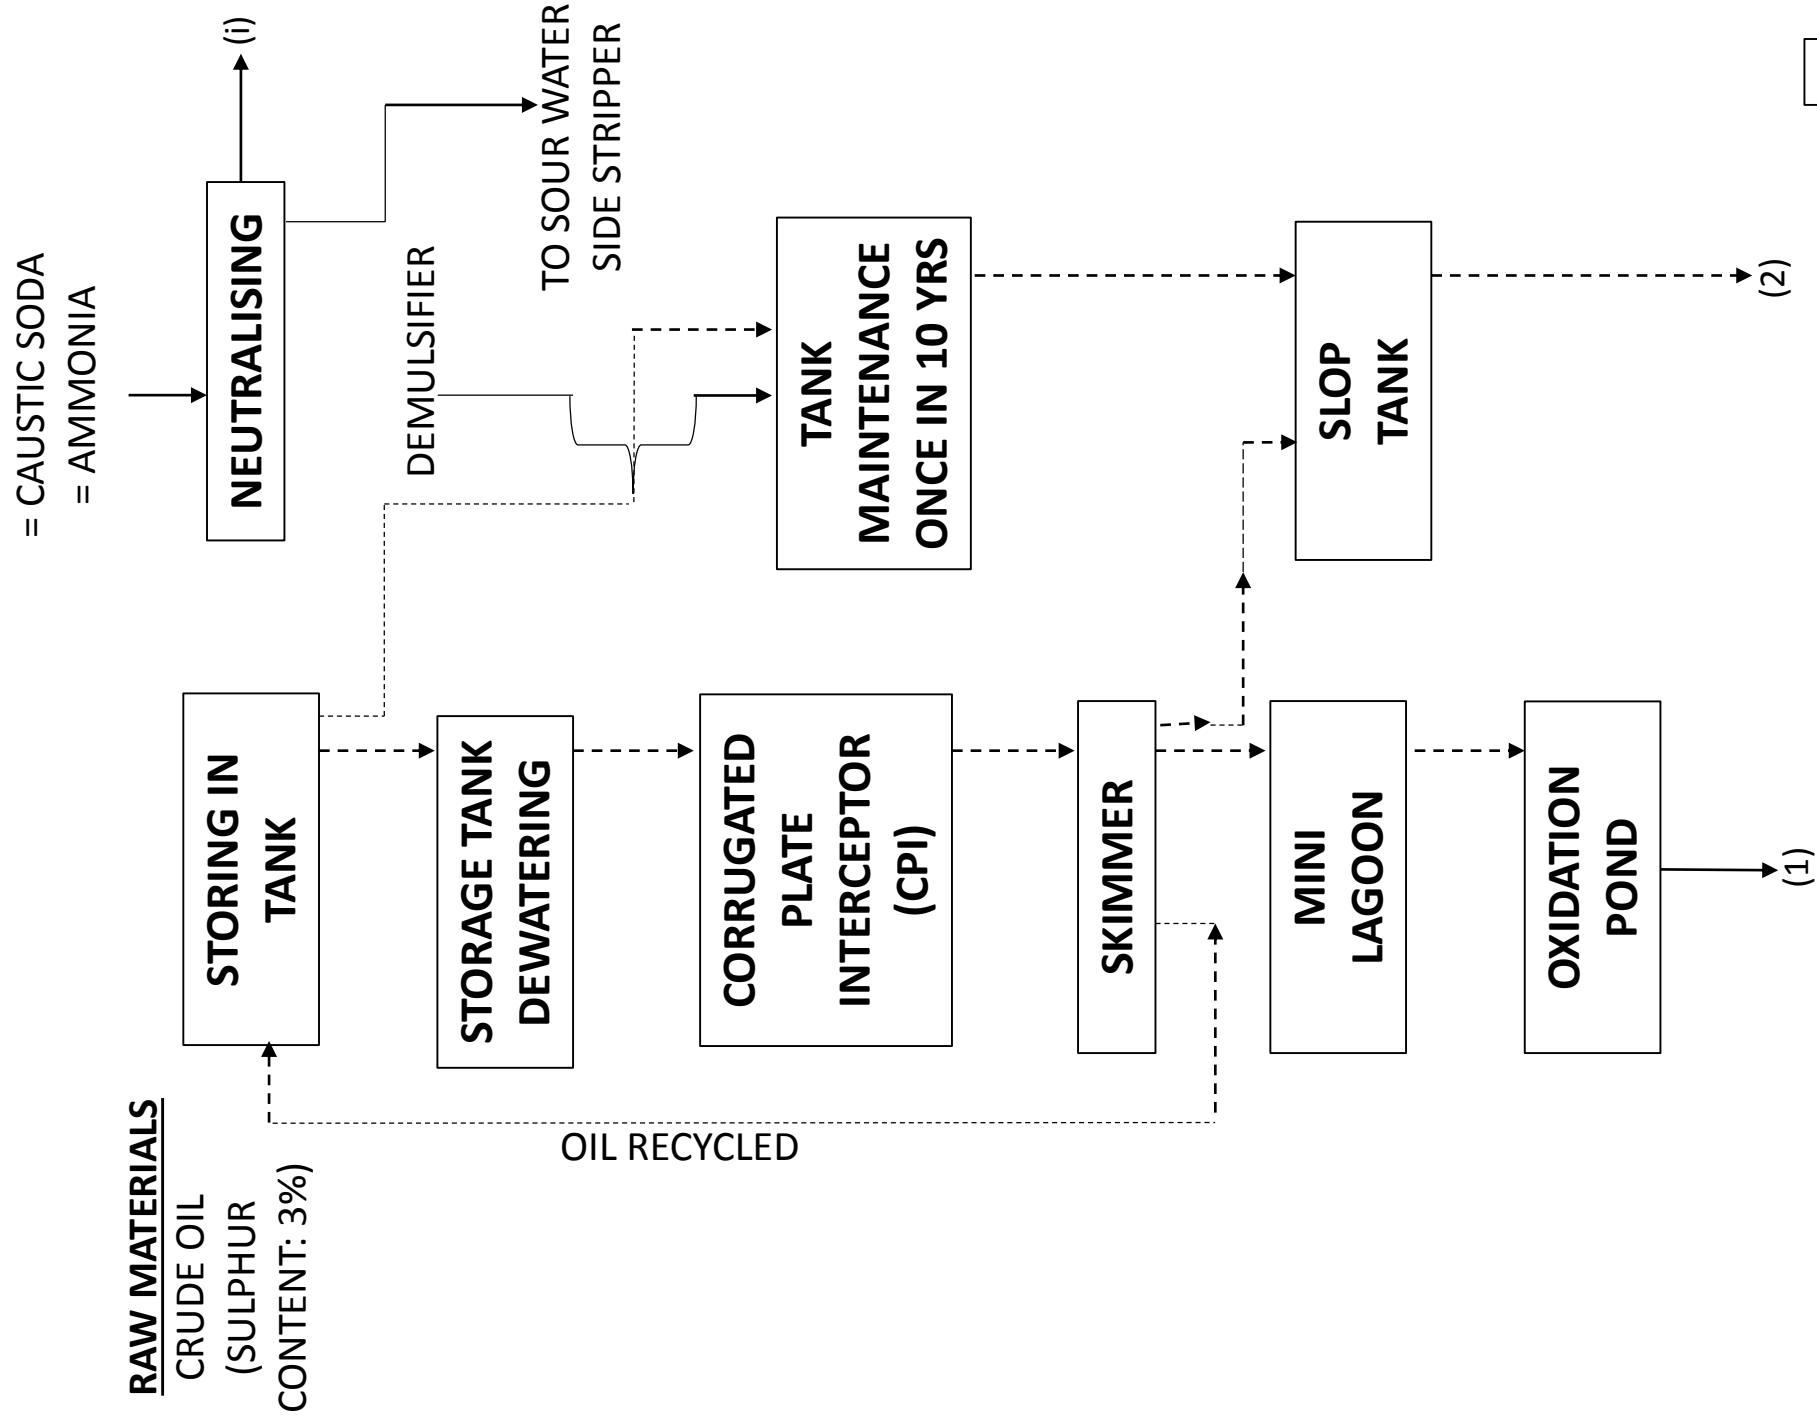 RAW MATERIALS
CRUDE OIL
(SULPHUR
CONTENT: 3%)
STORING IN
TANK
= CAUSTIC SODA
= AMMONIA
NEUTRALISING
(i)
TO SOUR WATER
SIDE STRIPPER
DEMULSIFIER
STORAGE TANK
DEWATERING
OIL RECYCLED
CORRUGATED
PLATE
INTERCEPTOR
(CPI)
TANK
MAINTENANCE
ONCE IN 10 YRS
SKIMMER
MINI
LAGOON
SLOP
TANK
OXIDATION
POND
(1)
(2)